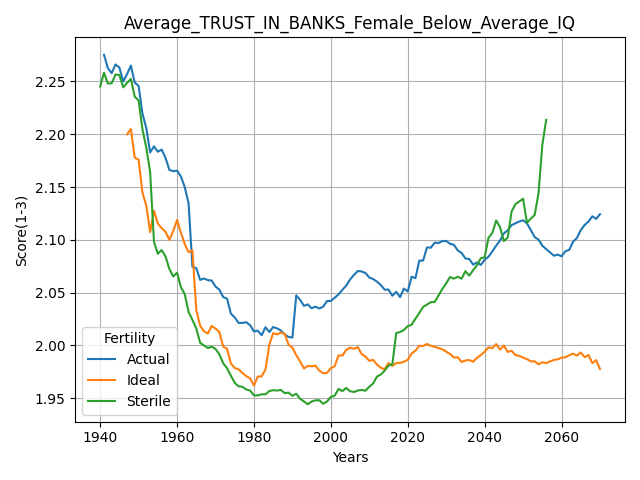 Average_TRUST_IN_BANKS_Female_Below_Average_IQ
Score(1-3)
2.25
2.20
2.15
2.10
2.05
2.00
1.95
Fertility
Actual
Ideal
Sterile
1940 1960 1980 2000 2020 2040 2060
Years